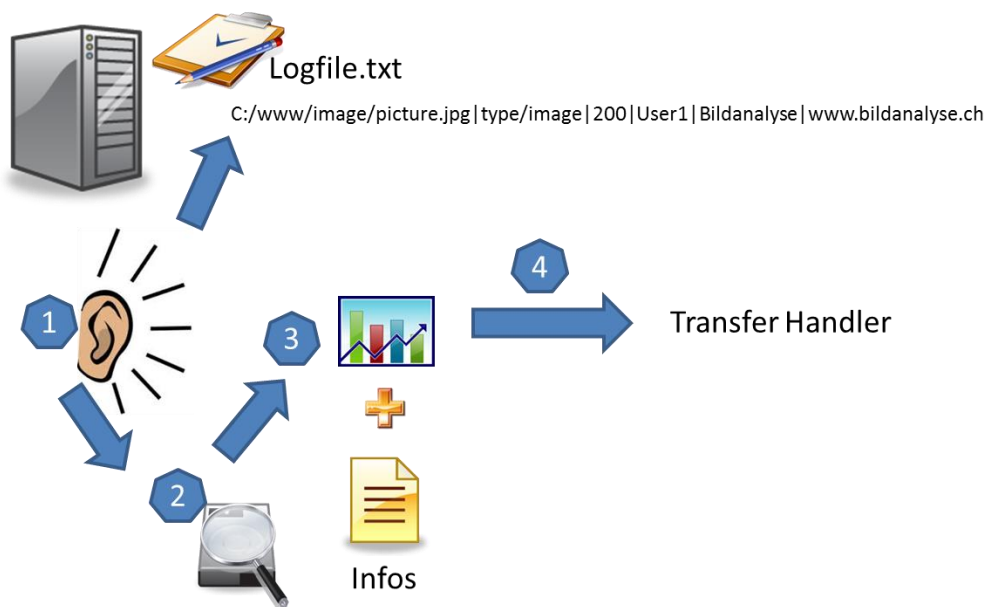 Logfile.txt
C:/www/image/picture.jpg|type/image|200|User1|Bildanalyse|www.bildanalyse.ch
4
1
3
Transfer Handler
2
Infos